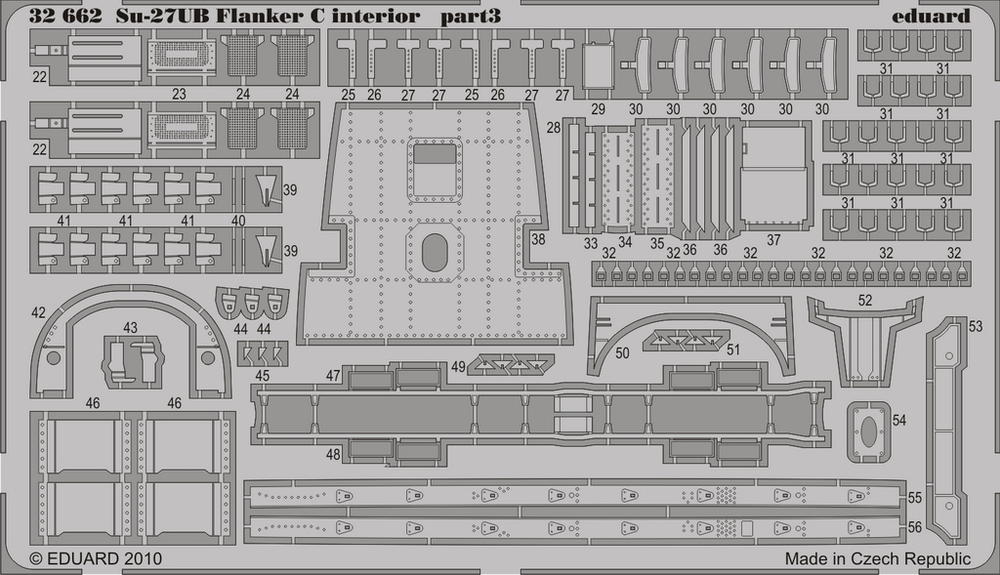 32 662 Su-27UB Flanker C interior part3 eduard
22 23 24 24
25 26 27 27 25 26 27 27 29 30 30 30 30 30 30
31 31
31 31
22
28
31 31
31 31
31 31
41 41 41 40 39
39
38
33 34 35 36 36 37
32 32 32 32 32 32 32
42 43 44 44
45
46 46
47
48
49
50
51
52
53
54
55
56
© EDUARD 2010
Made in Czech Republic